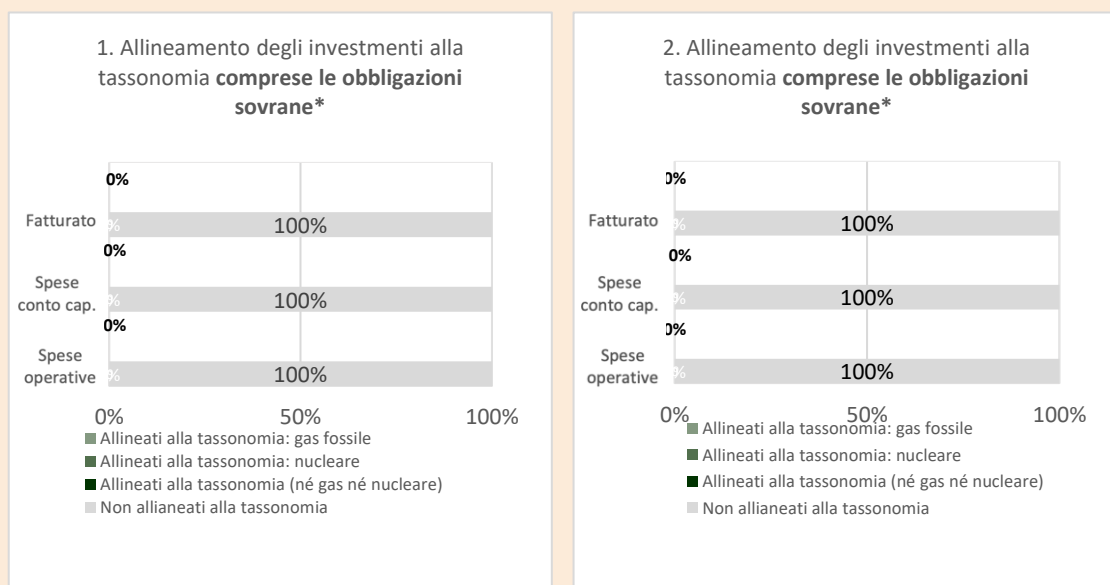 1. Allineamento degli investimenti alla
tassonomia comprese le obbligazioni
sovrane*
0%
Fatturato
%
100%
0%
Spese
conto cap.
%
100%
0%
Spese
operative
%
100%
0%
50%
100%
Allineati alla tassonomia: gas fossile
Allineati alla tassonomia: nucleare
Allineati alla tassonomia (né gas né nucleare)
Non allianeati alla tassonomia
2. Allineamento degli investimenti alla
tassonomia comprese le obbligazioni
sovrane*
0%
Fatturato
%
100%
0%
Spese
conto cap.
%
100%
0%
Spese
operative
%
100%
0%
50%
100%
Allineati alla tassonomia: gas fossile
Allineati alla tassonomia: nucleare
Allineati alla tassonomia (né gas né nucleare)
Non allianeati alla tassonomia